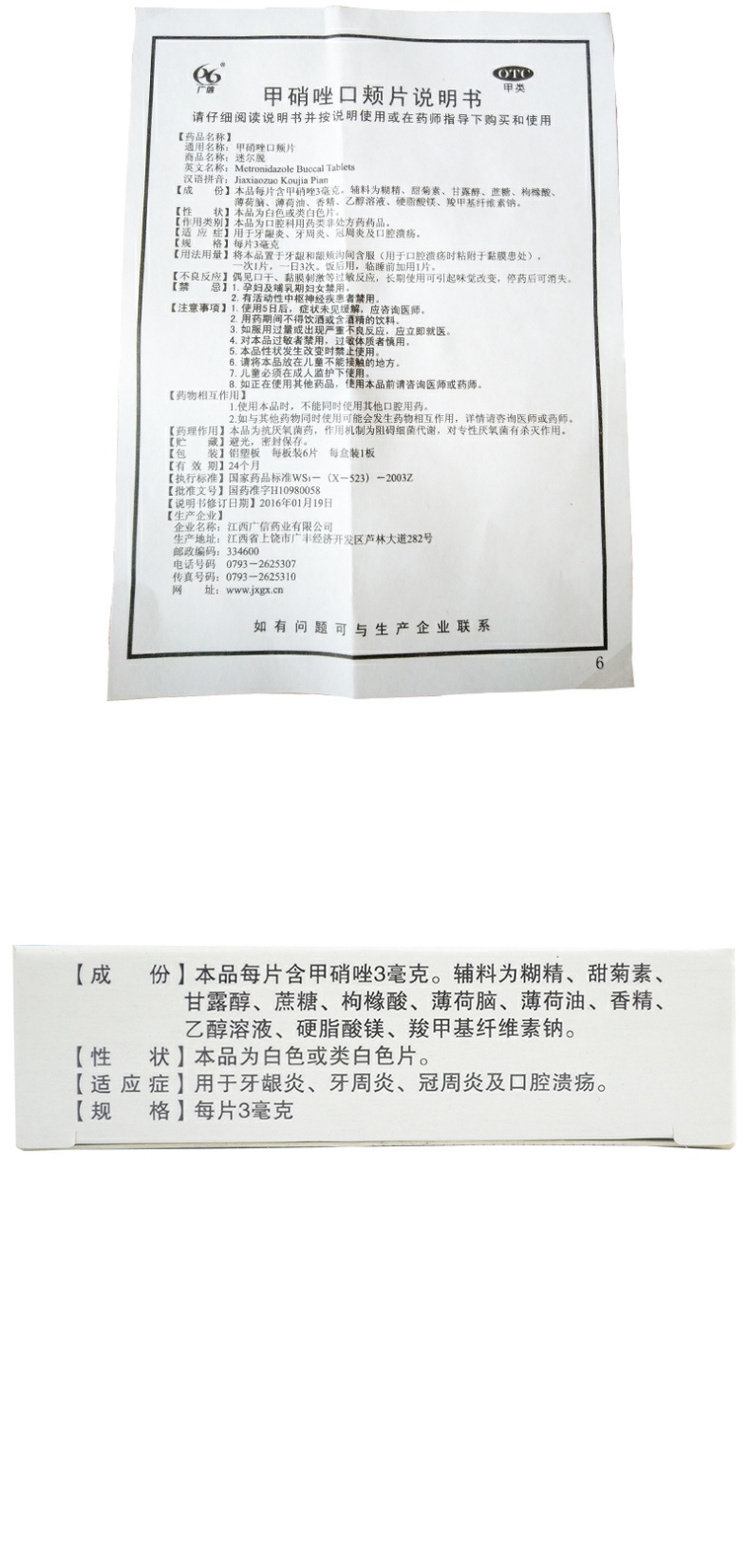 广信®
OTC
甲类
甲硝唑口颊片说明书
请仔细阅读说明书并按说明使用或在药师指导下购买和使用
【药品名称】
通用名称：甲硝唑口颊片
商品名称：迷尔脱
英文名称：Metronidazole Buccal Tablets
汉语拼音：Jiaxiaozuo Koujia Pian
【成 份】本品每片含甲硝唑3毫克。辅料为糊精、甜菊素、甘露醇、蔗糖、枸橼酸、
薄荷脑、薄荷油、香精、乙醇溶液、硬脂酸镁、羧甲基纤维素钠。
【性 状】本品为白色或类白色片。
【作用类别】本品为口腔科用药类非处方药药品。
【适 应 症】用于牙龈炎、牙周炎、冠周炎及口腔溃疡。
【规 格】每片3毫克
【用法用量】将本品置于牙龈和龈颊沟间含服（用于口腔溃疡时粘附于黏膜患处），
一次1片，一日3次。饭后用，临睡前加用1片。
【不良反应】偶见口干、黏膜刺激等过敏反应，长期使用可引起味觉改变，停药后可消失。
【禁 忌】1. 孕妇及哺乳期妇女禁用。
2. 有活动性中枢神经疾患者禁用。
【注意事项】1. 使用5日后，症状未见缓解，应咨询医师。
2. 用药期间不得饮酒或含酒精的饮料。
3. 如服用过量或出现严重不良反应，应立即就医。
4. 对本品过敏者禁用，过敏体质者慎用。
5. 本品性状发生改变时禁止使用。
6. 请将本品放在儿童不能接触的地方。
7. 儿童必须在成人监护下使用。
8. 如正在使用其他药品，使用本品前请咨询医师或药师。
【药物相互作用】
1.使用本品时，不能同时使用其他口腔用药。
2.如与其他药物同时使用可能会发生药物相互作用，详情请咨询医师或药师。
【药理作用】本品为抗厌氧菌药，作用机制为阻碍细菌代谢，对专性厌氧菌有杀灭作用。
【贮 藏】避光，密封保存。
【包 装】铝塑板 每板装6片 每盒装1板
【有 效 期】24个月
【执行标准】国家药品标准WS₁－（X－523）－2003Z
【批准文号】国药准字H10980058
【说明书修订日期】2016年01月19日
【生产企业】
企业名称：江西广信药业有限公司
生产地址：江西省上饶市广丰经济开发区芦林大道282号
邮政编码：334600
电话号码 0793－2625307
传真号码：0793－2625310
网 址：www.jxgx.cn
如有问题可与生产企业联系
6
【成 份】本品每片含甲硝唑3毫克。辅料为糊精、甜菊素、
甘露醇、蔗糖、枸橼酸、薄荷脑、薄荷油、香精、
乙醇溶液、硬脂酸镁、羧甲基纤维素钠。
【性 状】本品为白色或类白色片。
【适 应 症】用于牙龈炎、牙周炎、冠周炎及口腔溃疡。
【规 格】每片3毫克